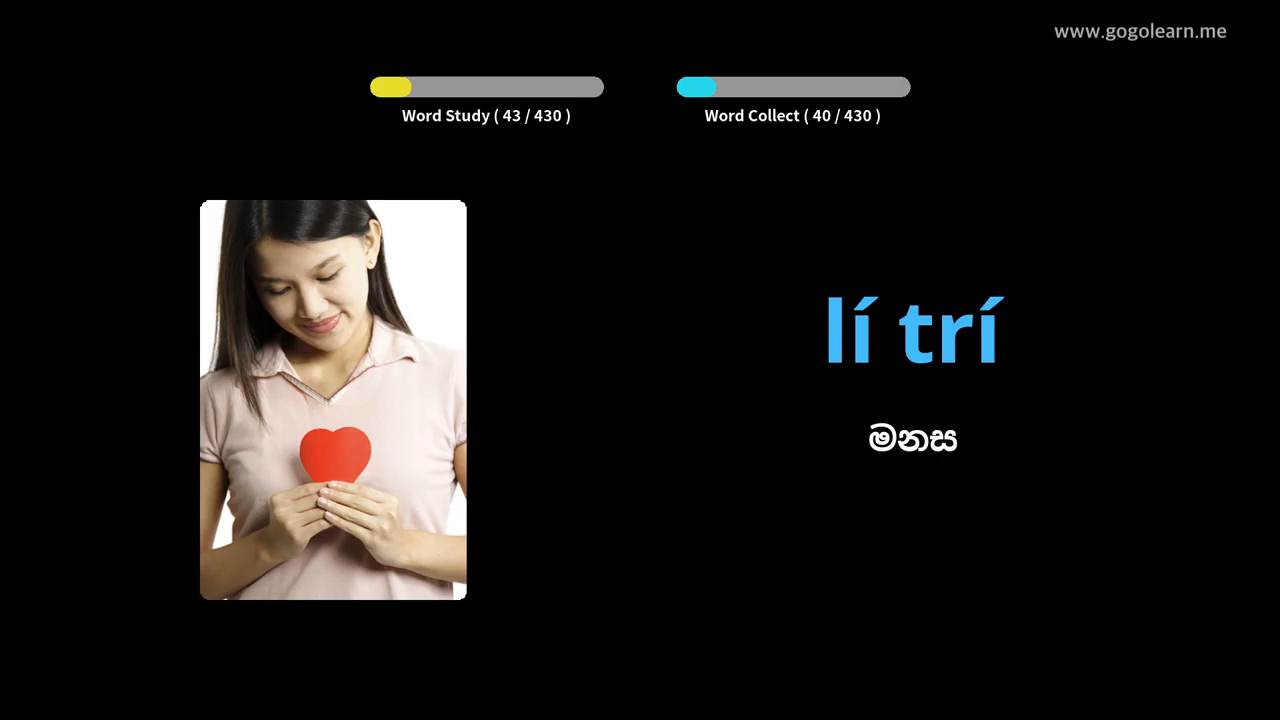 www.gogolearn.me
Word Study ( 43 / 430 )
Word Collect ( 40 / 430 )
lí trí
මනස